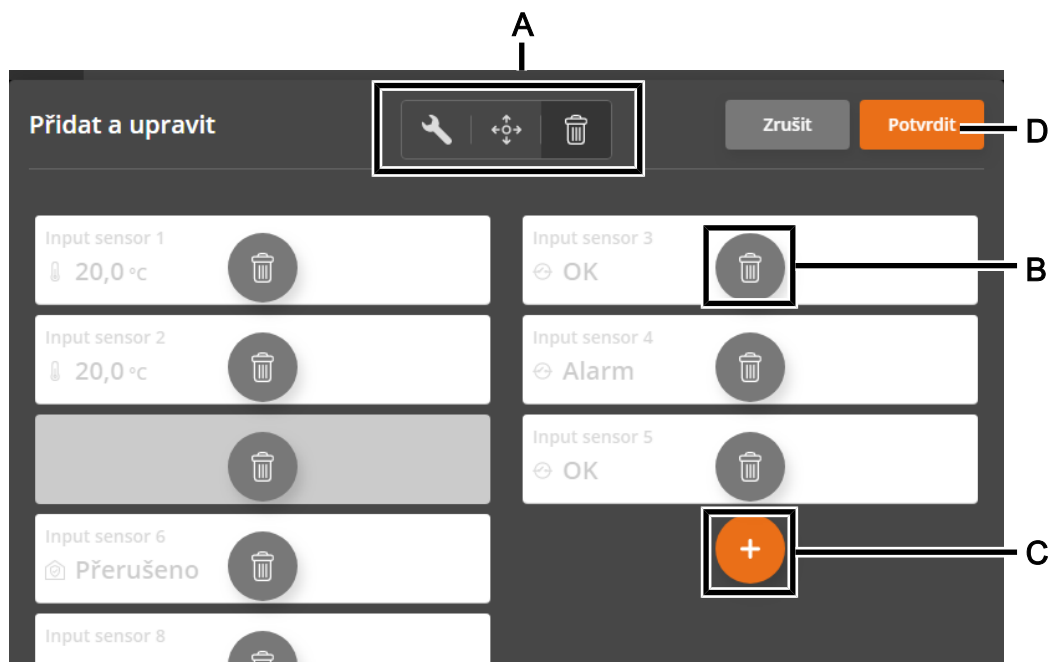 A
Přidat a upravit
Zrušit
Potvrdit
D
Input sensor 1
20,0 °C
Input sensor 3
OK
B
Input sensor 2
20,0 °C
Input sensor 4
Alarm
Input sensor 5
OK
Input sensor 6
Přerušeno
C
Input sensor 8